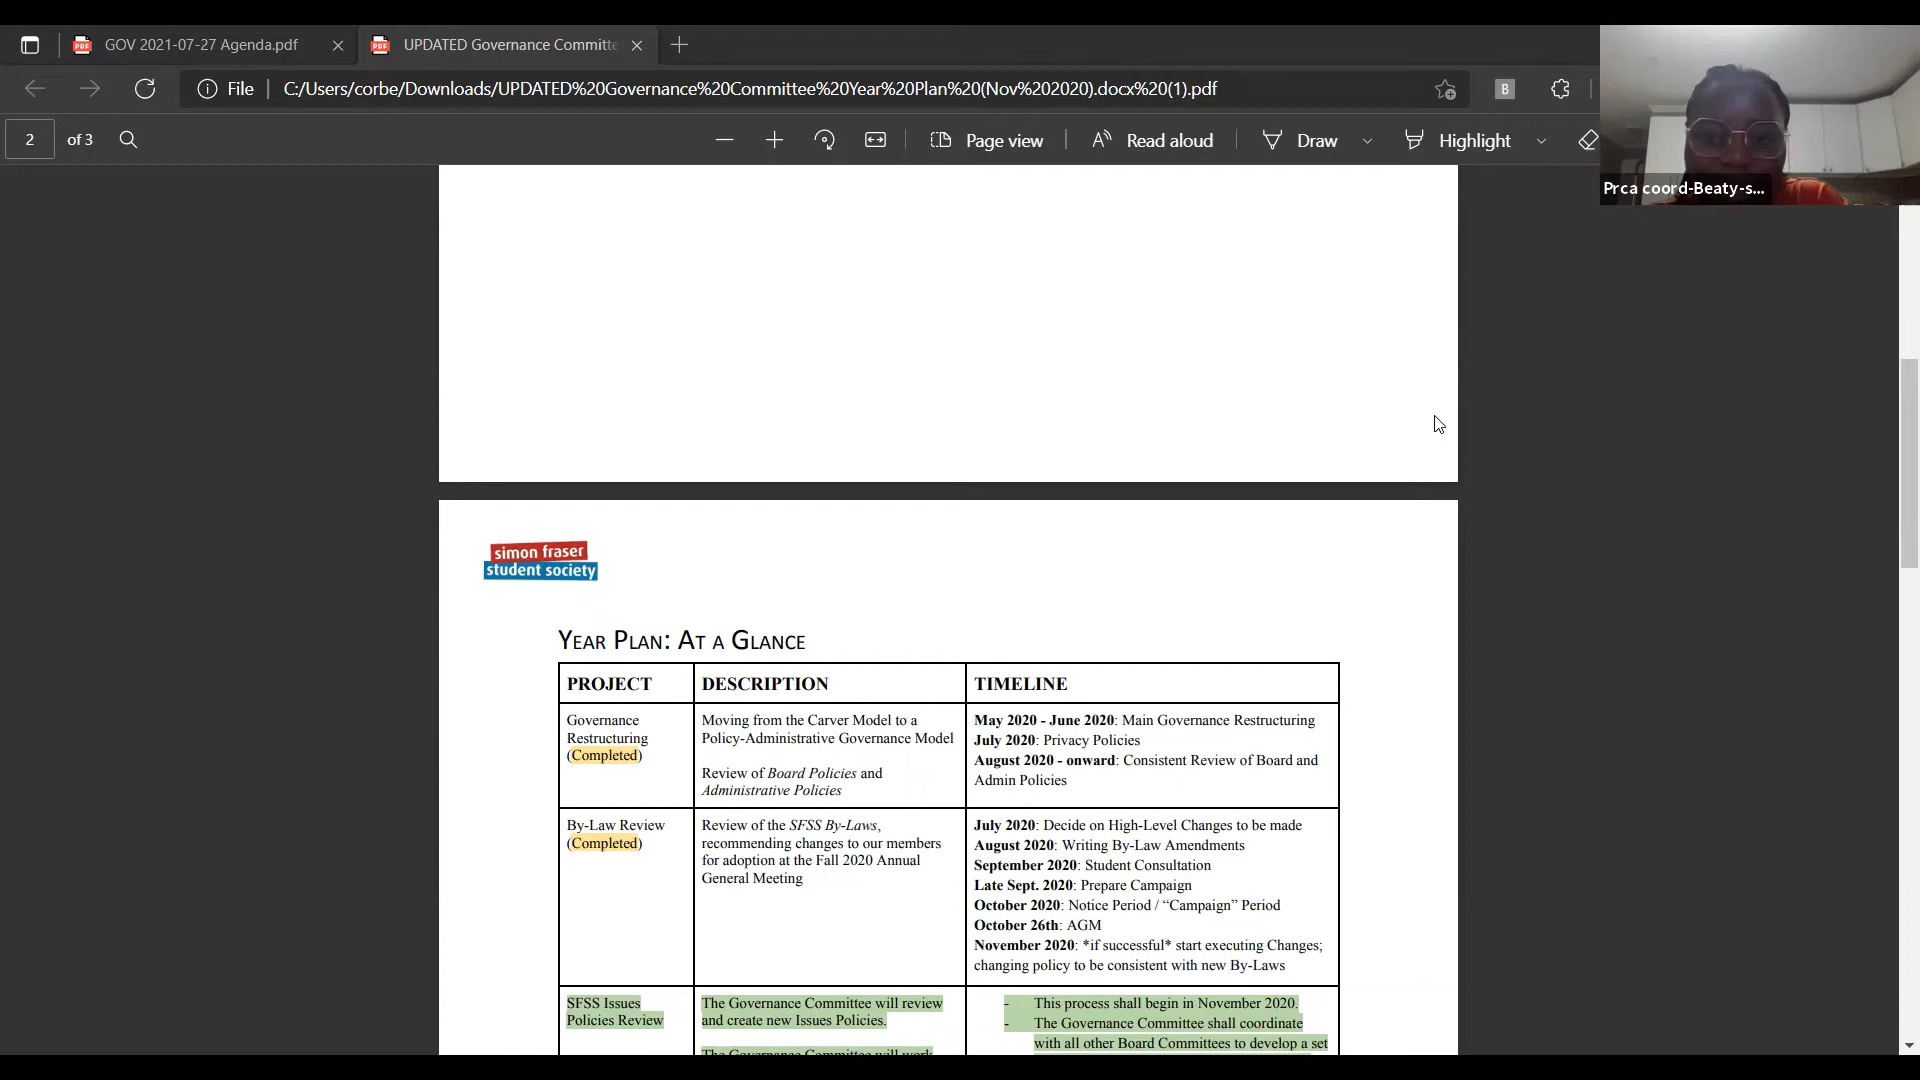 GOV 2021-07-27 Agenda.pdf
UPDATED Governance Committe
File
C:/Users/corbe/Downloads/UPDATED%20Governance%20Committee%20Year%20Plan%20(Nov%202020).docx%20(1).pdf
B
2 of 3
Page view
Read aloud
Draw
Highlight
Prca coord-Beaty-s...
simon fraser
student society
YEAR PLAN: AT A GLANCE
PROJECT
DESCRIPTION
TIMELINE
Governance
Restructuring
(Completed)
Moving from the Carver Model to a
Policy-Administrative Governance Model
Review of Board Policies and
Administrative Policies
May 2020 - June 2020: Main Governance Restructuring
July 2020: Privacy Policies
August 2020 - onward: Consistent Review of Board and
Admin Policies
By-Law Review
(Completed)
Review of the SFSS By-Laws,
recommending changes to our members
for adoption at the Fall 2020 Annual
General Meeting
July 2020: Decide on High-Level Changes to be made
August 2020: Writing By-Law Amendments
September 2020: Student Consultation
Late Sept. 2020: Prepare Campaign
October 2020: Notice Period / “Campaign” Period
October 26th: AGM
November 2020: *if successful* start executing Changes;
changing policy to be consistent with new By-Laws
SFSS Issues
Policies Review
The Governance Committee will review
and create new Issues Policies.
The Governance Committee will work
- This process shall begin in November 2020.
- The Governance Committee shall coordinate
with all other Board Committees to develop a set